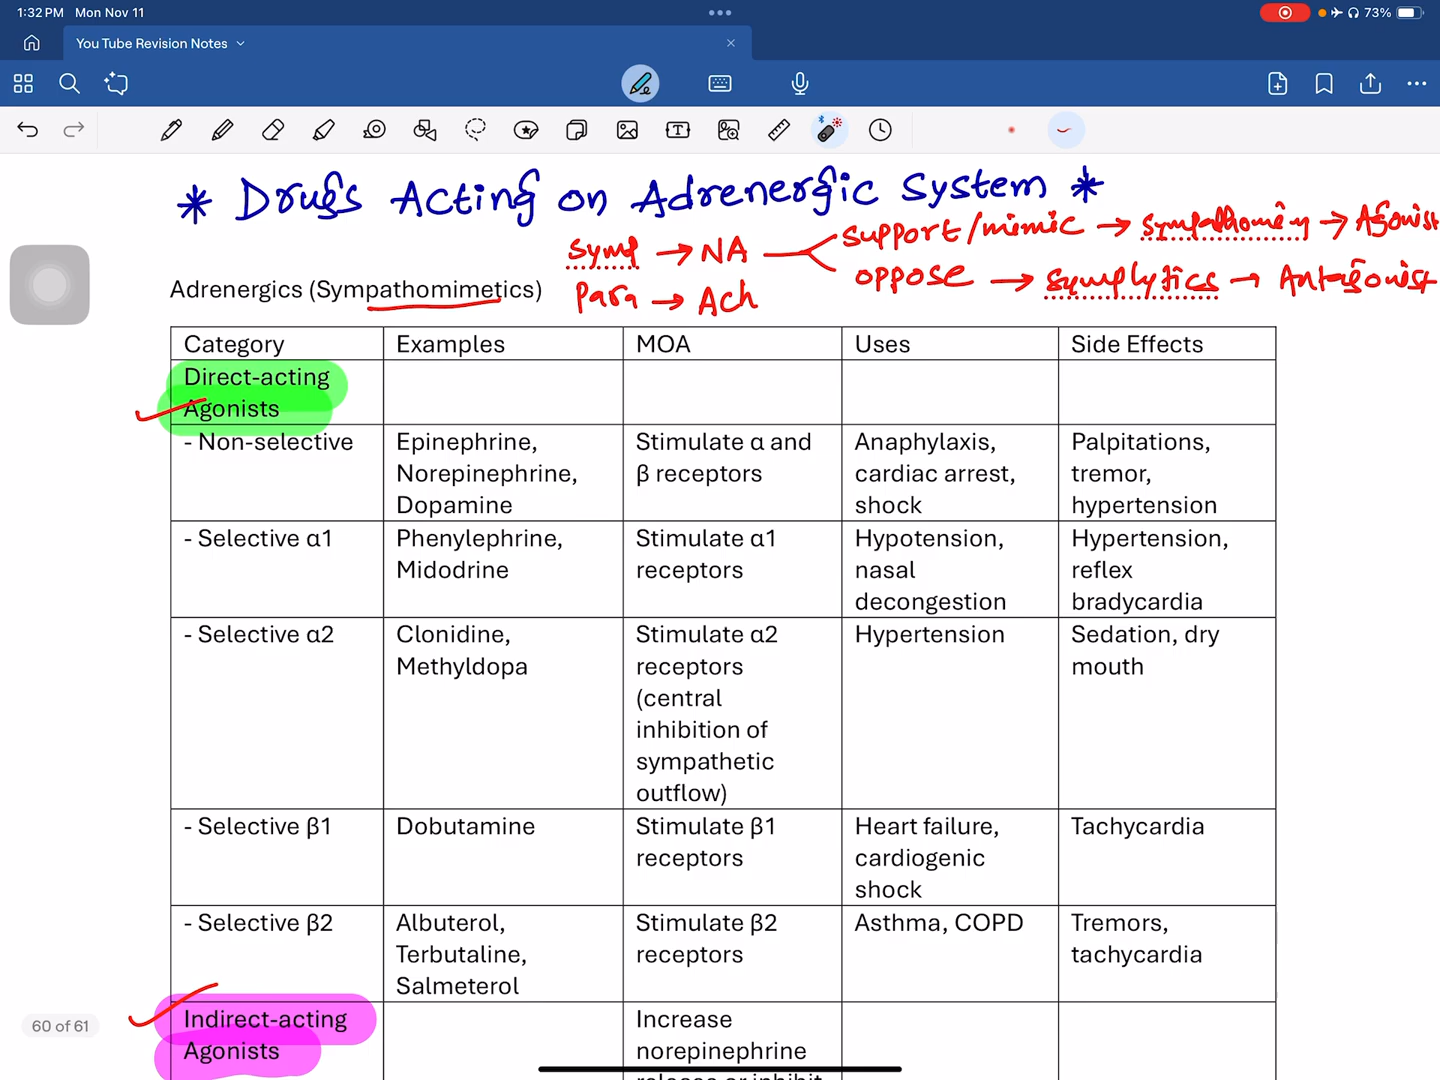 1:32 PM Mon Nov 11
73%
You Tube Revision Notes
* Drugs Acting on Adrenergic System *
Symp → NA
support/mimic → Sympathomim → Agonist
oppose → Symplytics → Antagonist
Para → Ach
Adrenergics (Sympathomimetics)
Category Examples MOA Uses Side Effects
Direct-acting
Agonists
- Non-selective Epinephrine, Stimulate α and Anaphylaxis, Palpitations,
Norepinephrine, β receptors cardiac arrest, tremor,
Dopamine shock hypertension
- Selective α1 Phenylephrine, Stimulate α1 Hypotension, Hypertension,
Midodrine receptors nasal reflex
decongestion bradycardia
- Selective α2 Clonidine, Stimulate α2 Hypertension Sedation, dry
Methyldopa receptors mouth
(central
inhibition of
sympathetic
outflow)
- Selective β1 Dobutamine Stimulate β1 Heart failure, Tachycardia
receptors cardiogenic
shock
- Selective β2 Albuterol, Stimulate β2 Asthma, COPD Tremors,
Terbutaline, receptors tachycardia
Salmeterol
60 of 61
Indirect-acting Increase
Agonists norepinephrine
release or inhibit